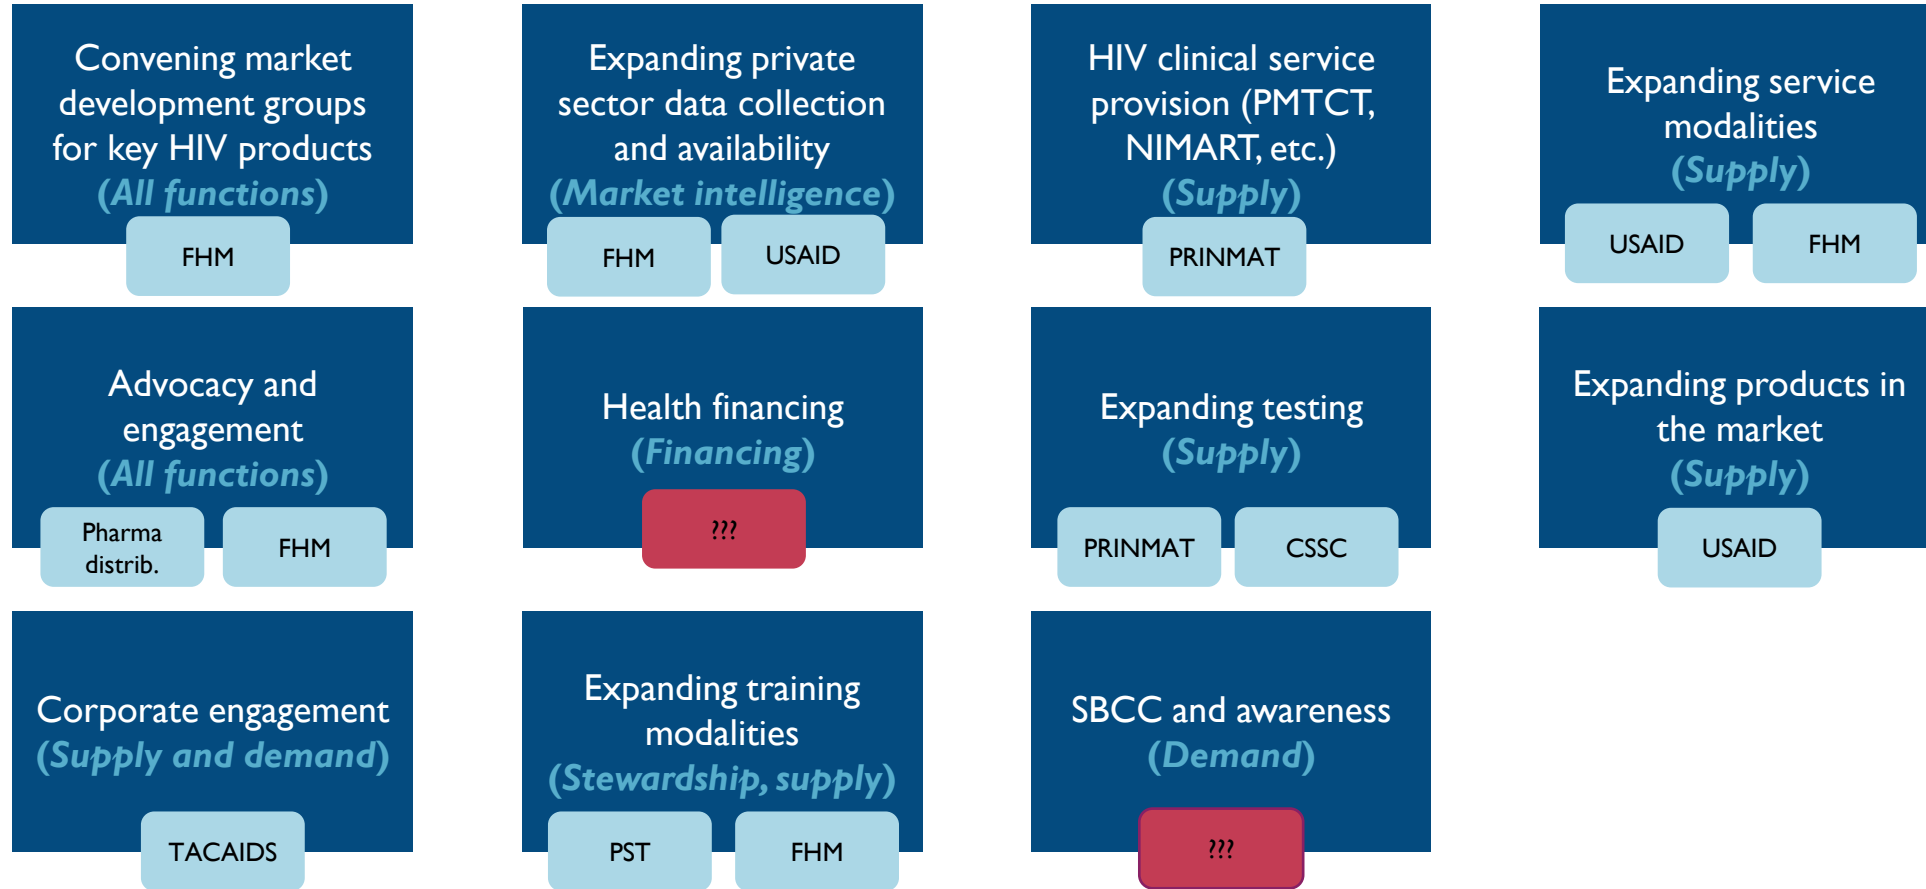 Convening market
development groups
for key HIV products
(All functions)
FHM
Expanding private
sector data collection
and availability
(Market intelligence)
FHM
USAID
HIV clinical service
provision (PMTCT,
NIMART, etc.)
(Supply)
PRINMAT
Expanding service
modalities
(Supply)
USAID
FHM
Advocacy and
engagement
(All functions)
Pharma
distrib.
FHM
Health financing
(Financing)
???
Expanding testing
(Supply)
PRINMAT
CSSC
Expanding products in
the market
(Supply)
USAID
Corporate engagement
(Supply and demand)
TACAIDS
Expanding training
modalities
(Stewardship, supply)
PST
FHM
SBCC and awareness
(Demand)
???